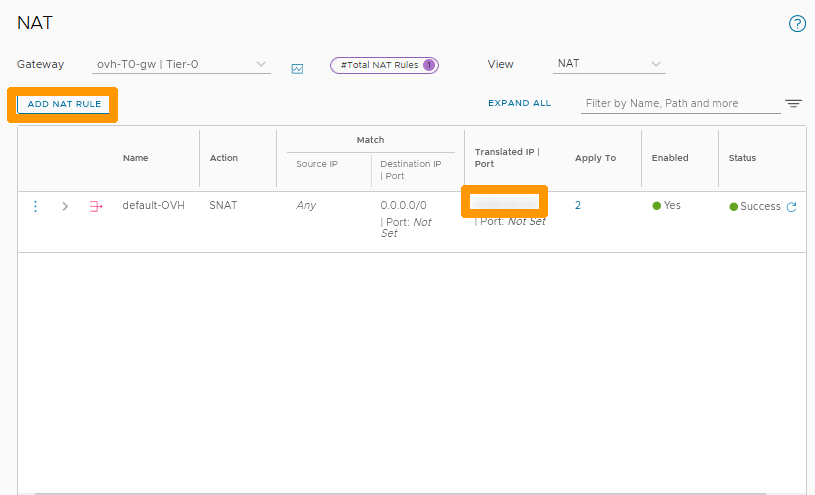 NAT
?
Gateway ovh-T0-gw | Tier-0 #Total NAT Rules 1 View NAT
ADD NAT RULE EXPAND ALL Filter by Name, Path and more
Match
Name Action Source IP Destination IP | Port Translated IP | Port Apply To Enabled Status
default-OVH SNAT Any 0.0.0.0/0 2 Yes Success
| Port: Not Set | Port: Not Set